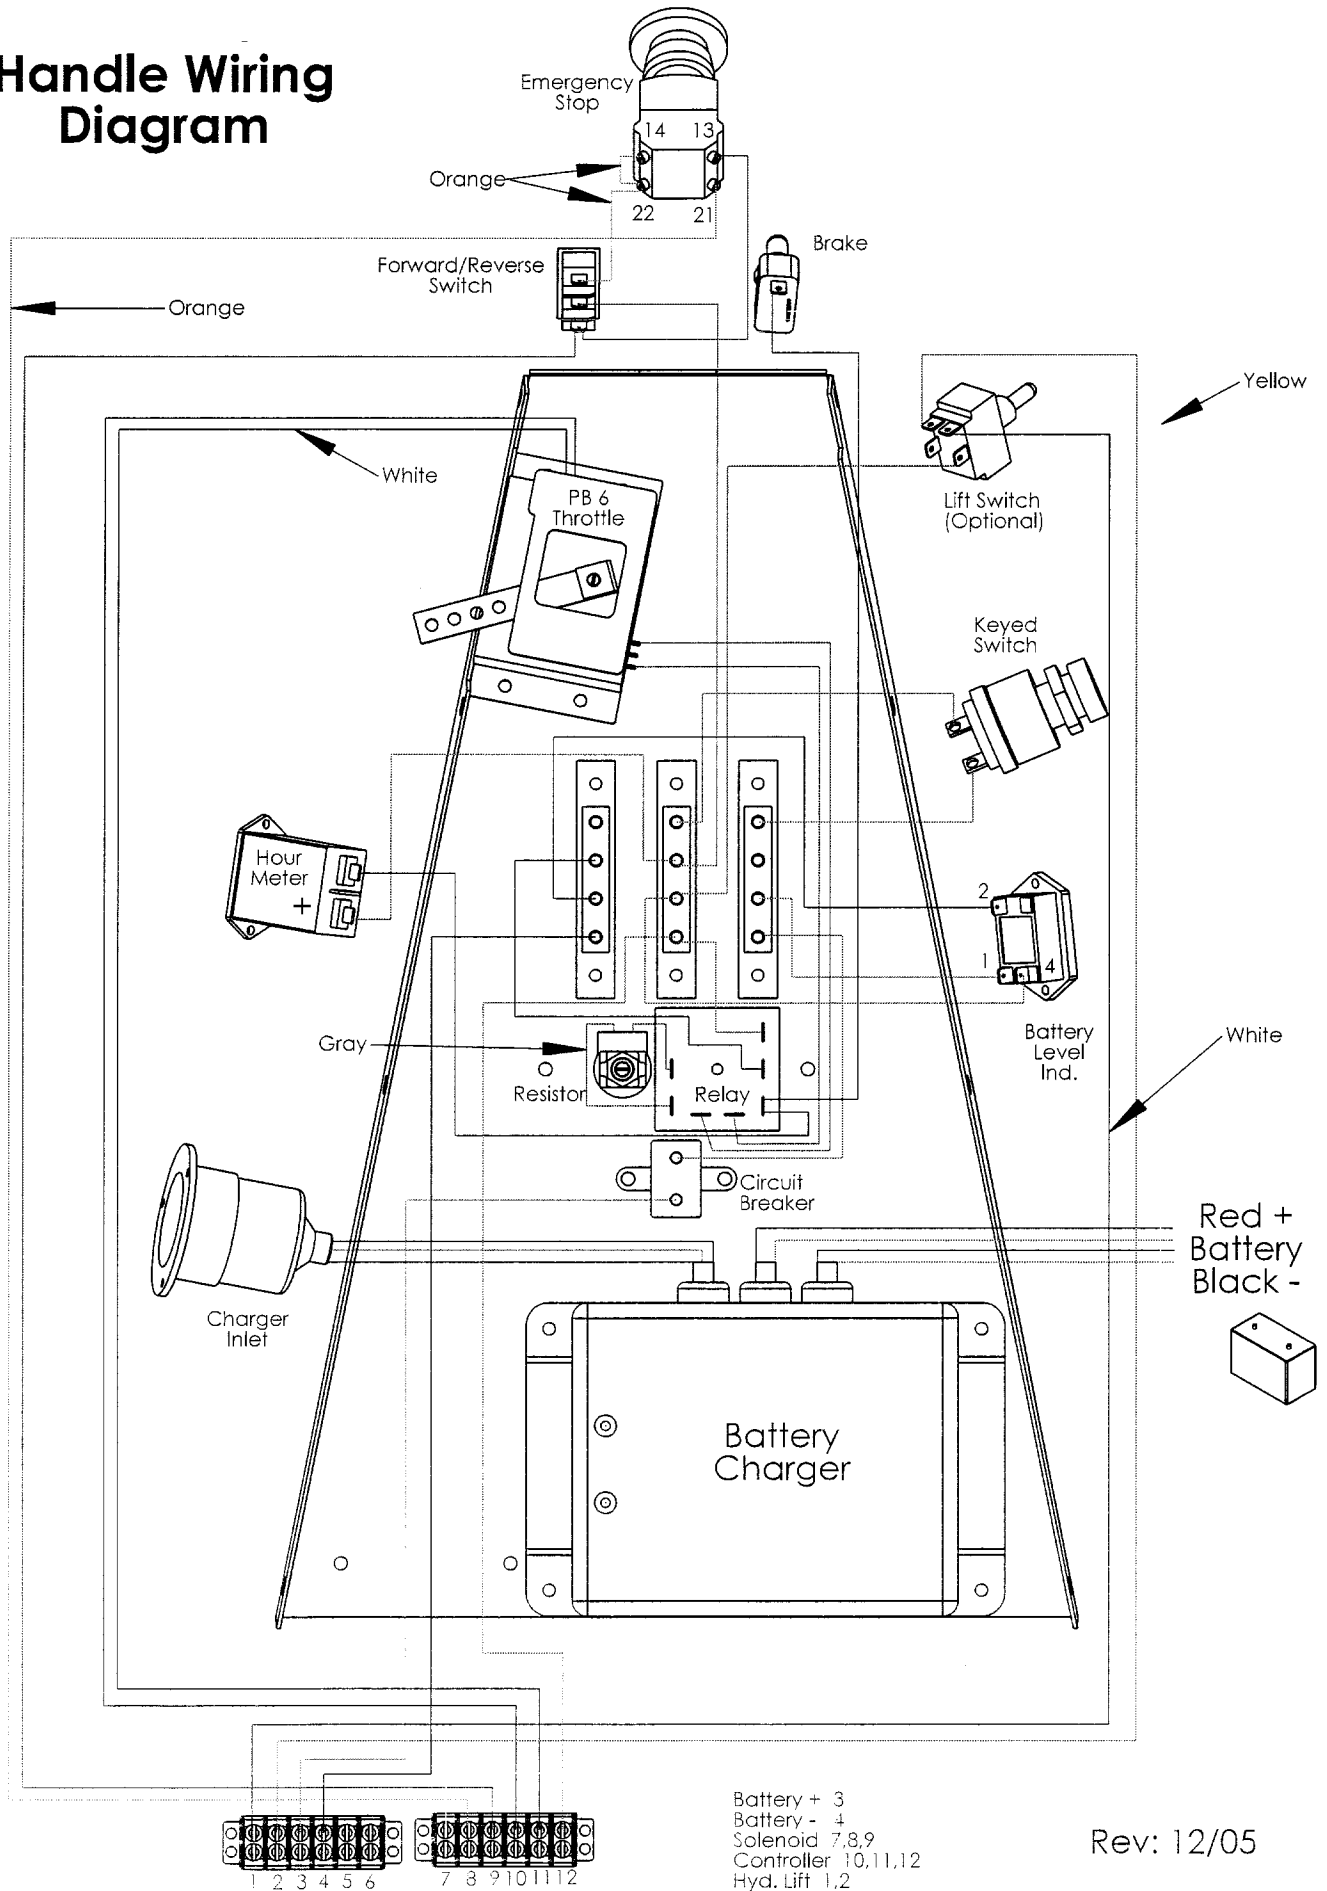 Handle Wiring
Diagram
Emergency
Stop
14 13
22 21
Orange
Brake
Forward/Reverse
Switch
Orange
Yellow
White
PB 6
Throttle
Lift Switch
(Optional)
Keyed
Switch
Hour
Meter
+
2
1
4
Battery
Level
Ind.
White
Gray
Resistor
Relay
Circuit
Breaker
Red +
Battery
Black -
Charger
Inlet
Battery
Charger
1 2 3 4 5 6
7 8 9 10 11 12
Battery + 3
Battery - 4
Solenoid 7,8,9
Controller 10,11,12
Hyd. Lift 1,2
Rev: 12/05